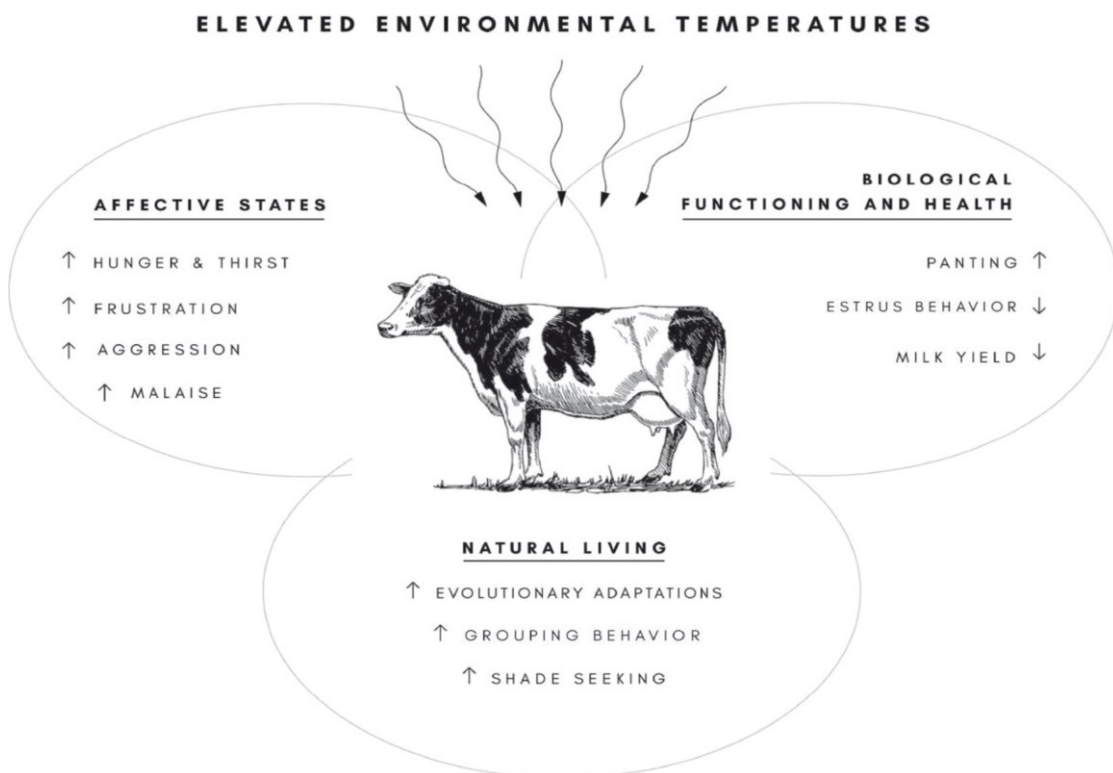 ELEVATED ENVIRONMENTAL TEMPERATURES
AFFECTIVE STATES
↑ HUNGER & THIRST
↑ FRUSTRATION
↑ AGGRESSION
↑ MALAISE
BIOLOGICAL
FUNCTIONING AND HEALTH
PANTING ↑
ESTRUS BEHAVIOR ↓
MILK YIELD ↓
NATURAL LIVING
↑ EVOLUTIONARY ADAPTATIONS
↑ GROUPING BEHAVIOR
↑ SHADE SEEKING